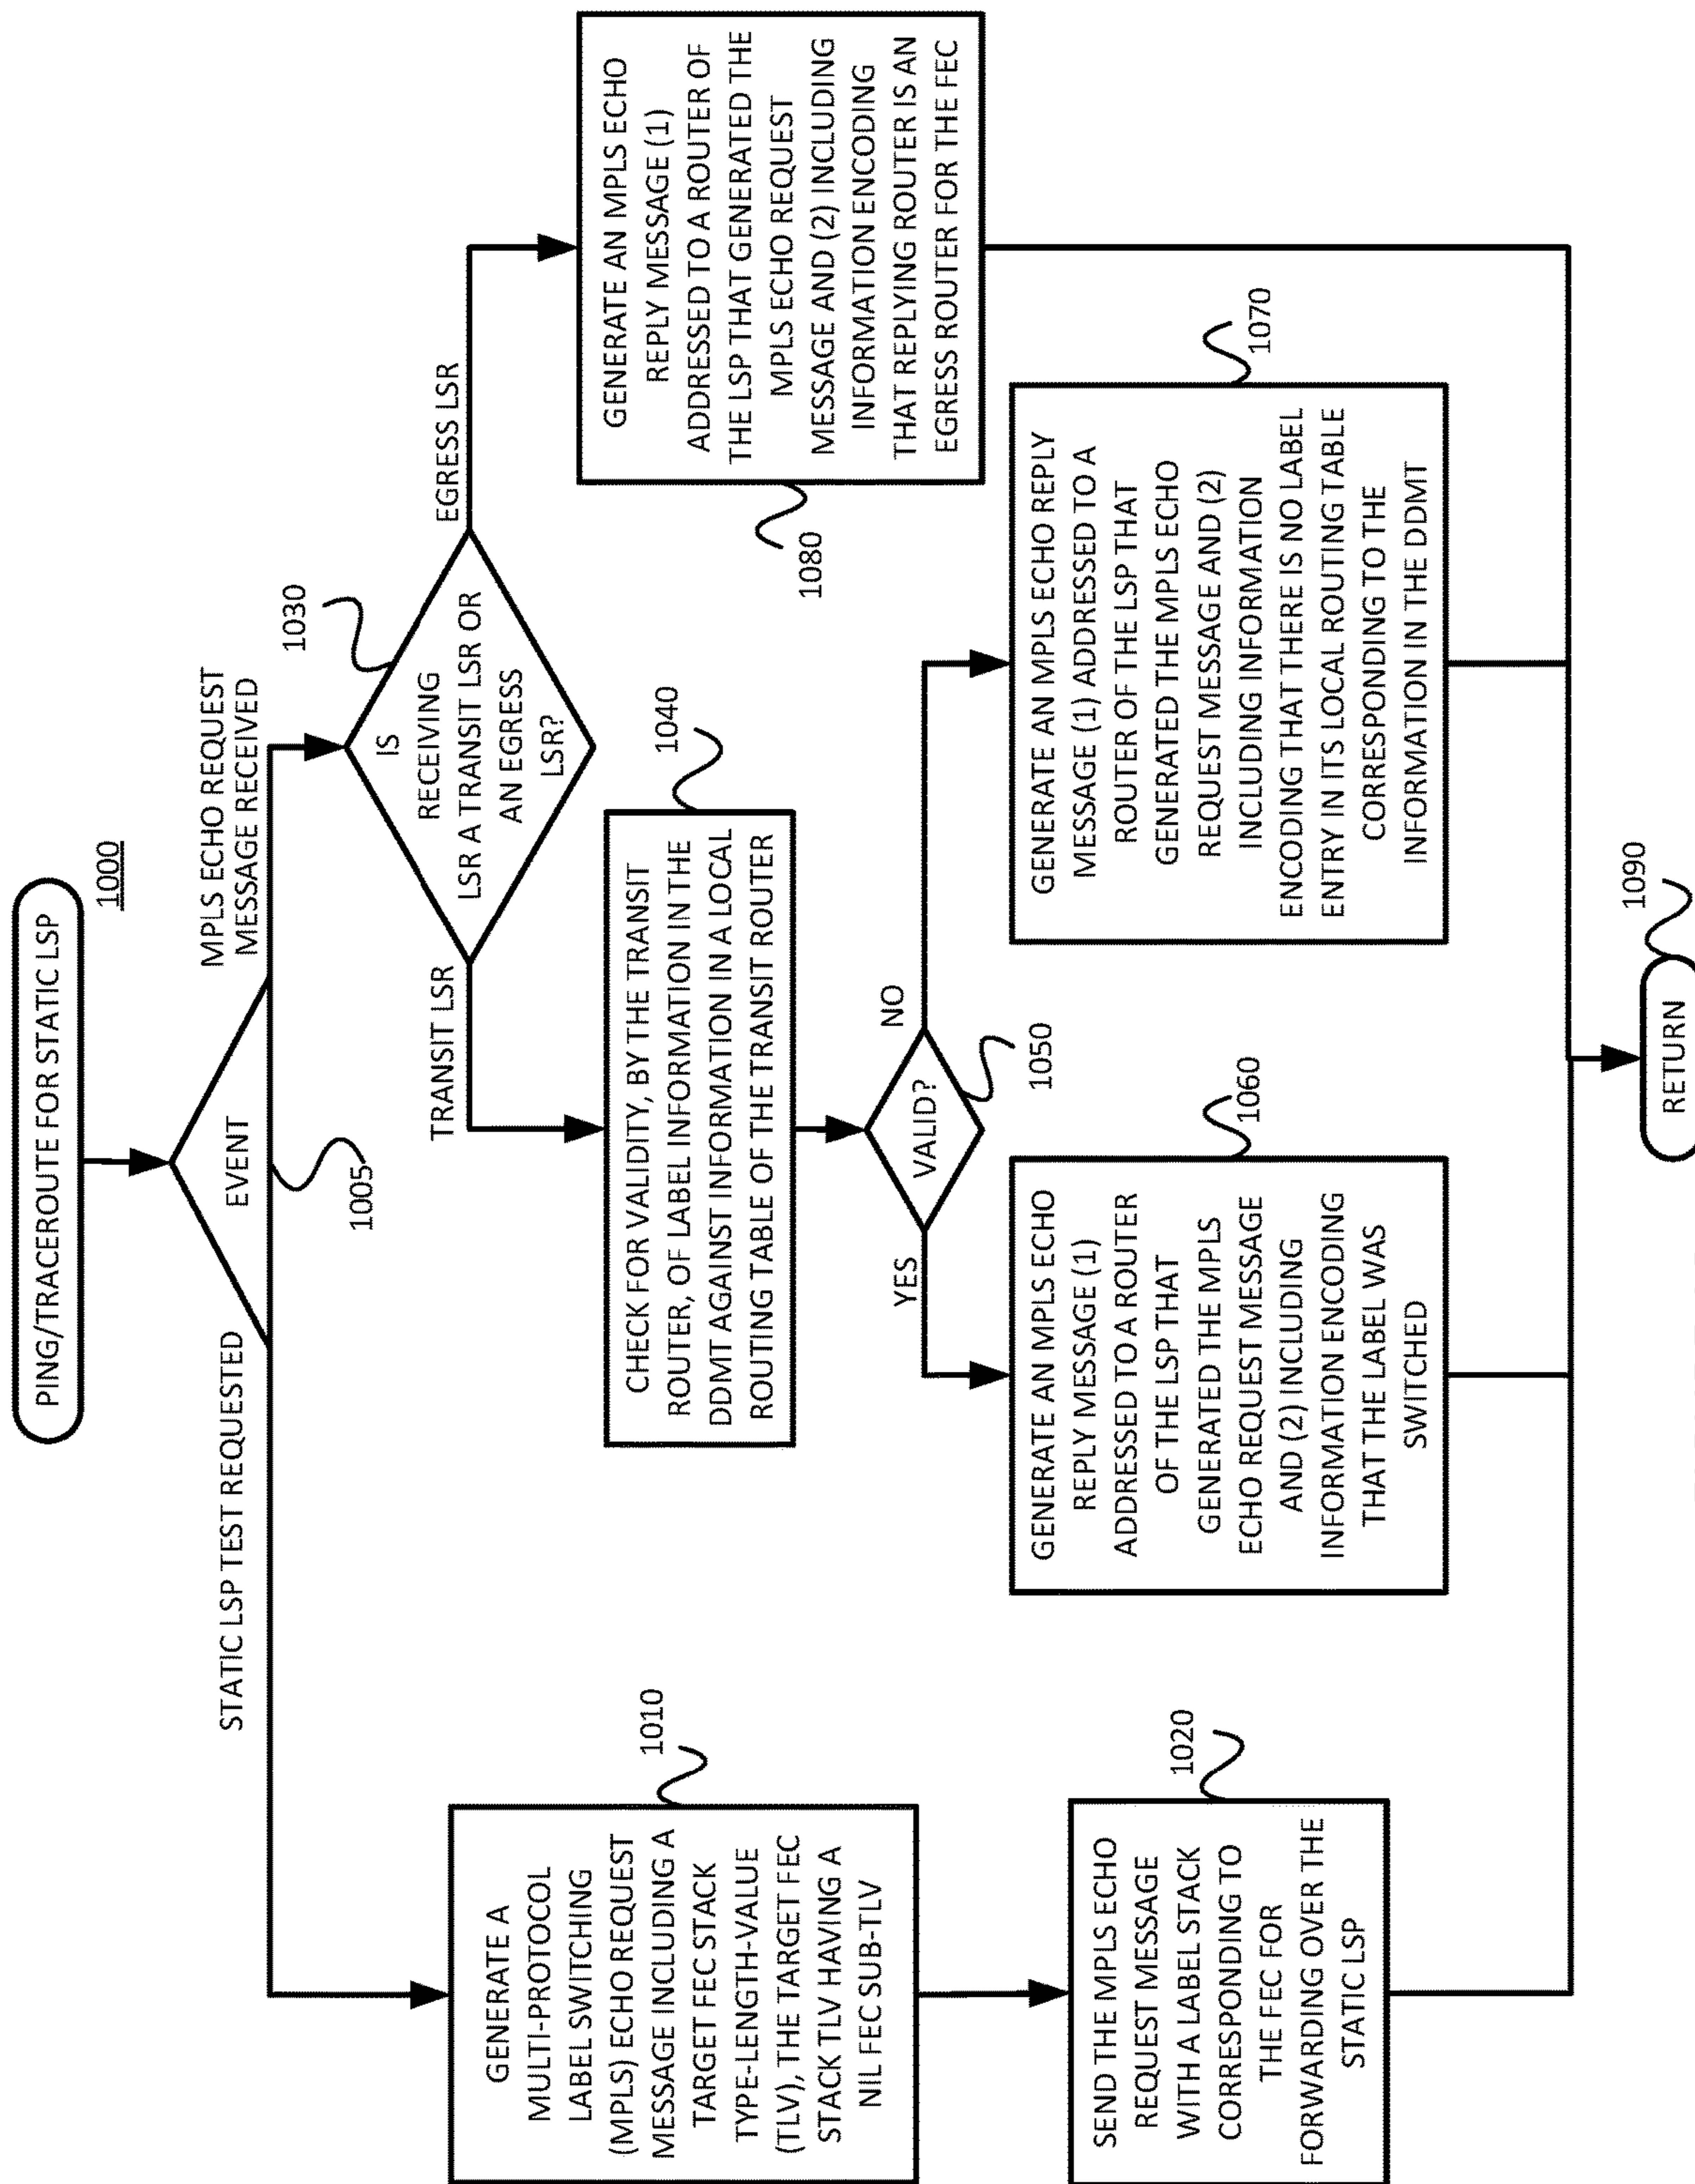 PING/TRACEROUTE FOR STATIC LSP
1000
EVENT
1005
STATIC LSP TEST REQUESTED
MPLS ECHO REQUEST
MESSAGE RECEIVED
GENERATE A
MULTI-PROTOCOL
LABEL SWITCHING
(MPLS) ECHO REQUEST
MESSAGE INCLUDING A
TARGET FEC STACK
TYPE-LENGTH-VALUE
(TLV), THE TARGET FEC
STACK TLV HAVING A
NIL FEC SUB-TLV
1010
SEND THE MPLS ECHO
REQUEST MESSAGE
WITH A LABEL STACK
CORRESPONDING TO
THE FEC FOR
FORWARDING OVER THE
STATIC LSP
1020
IS
RECEIVING
LSR A TRANSIT LSR OR
AN EGRESS
LSR?
1030
TRANSIT LSR
EGRESS LSR
CHECK FOR VALIDITY, BY THE TRANSIT
ROUTER, OF LABEL INFORMATION IN THE
DDMT AGAINST INFORMATION IN A LOCAL
ROUTING TABLE OF THE TRANSIT ROUTER
1040
VALID?
1050
YES
NO
GENERATE AN MPLS ECHO
REPLY MESSAGE (1)
ADDRESSED TO A ROUTER
OF THE LSP THAT
GENERATED THE MPLS
ECHO REQUEST MESSAGE
AND (2) INCLUDING
INFORMATION ENCODING
THAT THE LABEL WAS
SWITCHED
1060
GENERATE AN MPLS ECHO REPLY
MESSAGE (1) ADDRESSED TO A
ROUTER OF THE LSP THAT
GENERATED THE MPLS ECHO
REQUEST MESSAGE AND (2)
INCLUDING INFORMATION
ENCODING THAT THERE IS NO LABEL
ENTRY IN ITS LOCAL ROUTING TABLE
CORRESPONDING TO THE
INFORMATION IN THE DDMT
1070
GENERATE AN MPLS ECHO
REPLY MESSAGE (1)
ADDRESSED TO A ROUTER OF
THE LSP THAT GENERATED THE
MPLS ECHO REQUEST
MESSAGE AND (2) INCLUDING
INFORMATION ENCODING
THAT REPLYING ROUTER IS AN
EGRESS ROUTER FOR THE FEC
1080
RETURN
1090